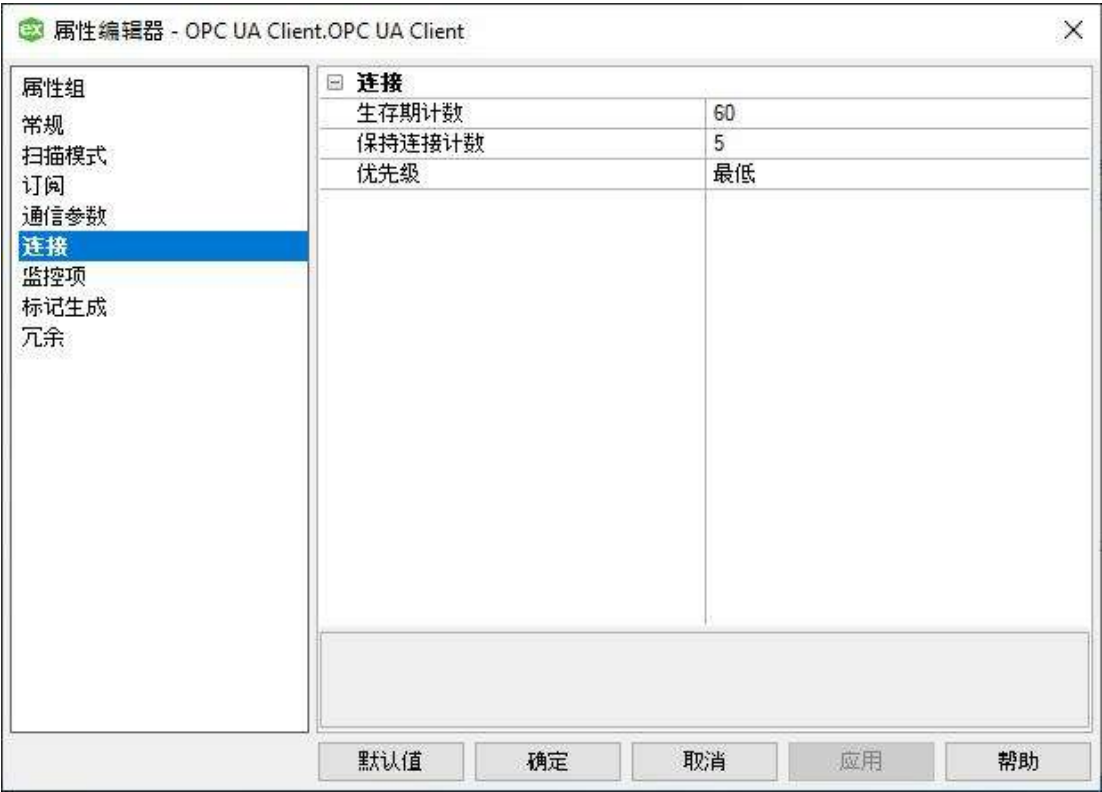 ex 属性编辑器 - OPC UA Client.OPC UA Client
属性组
常规
扫描模式
订阅
通信参数
连接
监控项
标记生成
冗余
连接
生存期计数 60
保持连接计数 5
优先级 最低
默认值 确定 取消 应用 帮助